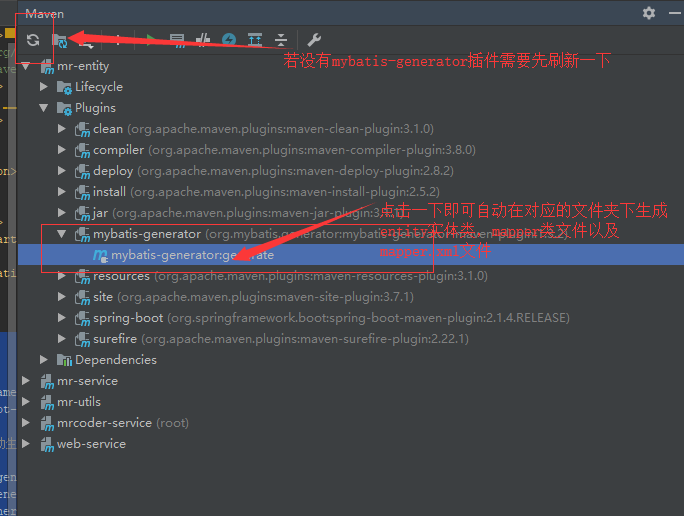 Maven
若没有mybatis-generator插件需要先刷新一下
mr-entity
Lifecycle
Plugins
clean (org.apache.maven.plugins:maven-clean-plugin:3.1.0)
compiler (org.apache.maven.plugins:maven-compiler-plugin:3.8.0)
deploy (org.apache.maven.plugins:maven-deploy-plugin:2.8.2)
install (org.apache.maven.plugins:maven-install-plugin:2.5.2)
jar (org.apache.maven.plugins:maven-jar-plugin:
点击一下即可自动在对应的文件夹下生成
mybatis-generator (org.mybatis.generator:mybatis-generator-maven-plugin:
entity实体类、mapper类文件以及
mybatis-generator:generate
mapper.xml文件
resources (org.apache.maven.plugins:maven-resources-plugin:3.1.0)
site (org.apache.maven.plugins:maven-site-plugin:3.7.1)
spring-boot (org.springframework.boot:spring-boot-maven-plugin:2.1.4.RELEASE)
surefire (org.apache.maven.plugins:maven-surefire-plugin:2.22.1)
Dependencies
mr-service
mr-utils
mrcoder-service (root)
web-service